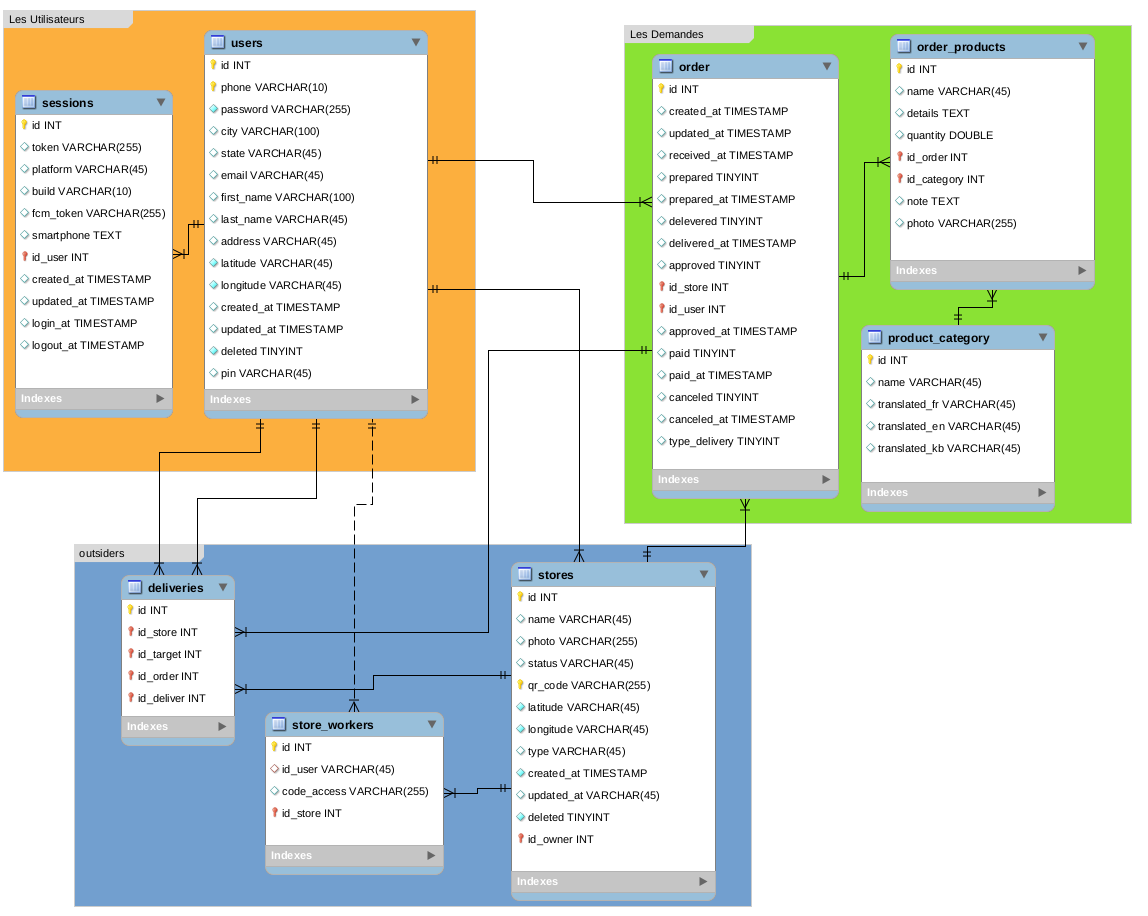 Les Utilisateurs
users
id INT
phone VARCHAR(10)
password VARCHAR(255)
city VARCHAR(100)
state VARCHAR(45)
email VARCHAR(45)
first_name VARCHAR(100)
last_name VARCHAR(45)
address VARCHAR(45)
latitude VARCHAR(45)
longitude VARCHAR(45)
created_at TIMESTAMP
updated_at TIMESTAMP
deleted TINYINT
pin VARCHAR(45)
Indexes
sessions
id INT
token VARCHAR(255)
platform VARCHAR(45)
build VARCHAR(10)
fcm_token VARCHAR(255)
smartphone TEXT
id_user INT
created_at TIMESTAMP
updated_at TIMESTAMP
login_at TIMESTAMP
logout_at TIMESTAMP
Indexes
Les Demandes
order
id INT
created_at TIMESTAMP
updated_at TIMESTAMP
received_at TIMESTAMP
prepared TINYINT
prepared_at TIMESTAMP
delevered TINYINT
delivered_at TIMESTAMP
approved TINYINT
id_store INT
id_user INT
approved_at TIMESTAMP
paid TINYINT
paid_at TIMESTAMP
canceled TINYINT
canceled_at TIMESTAMP
type_delivery TINYINT
Indexes
order_products
id INT
name VARCHAR(45)
details TEXT
quantity DOUBLE
id_order INT
id_category INT
note TEXT
photo VARCHAR(255)
Indexes
product_category
id INT
name VARCHAR(45)
translated_fr VARCHAR(45)
translated_en VARCHAR(45)
translated_kb VARCHAR(45)
Indexes
outsiders
deliveries
id INT
id_store INT
id_target INT
id_order INT
id_deliver INT
Indexes
store_workers
id INT
id_user VARCHAR(45)
code_access VARCHAR(255)
id_store INT
Indexes
stores
id INT
name VARCHAR(45)
photo VARCHAR(255)
status VARCHAR(45)
qr_code VARCHAR(255)
latitude VARCHAR(45)
longitude VARCHAR(45)
type VARCHAR(45)
created_at TIMESTAMP
updated_at VARCHAR(45)
deleted TINYINT
id_owner INT
Indexes